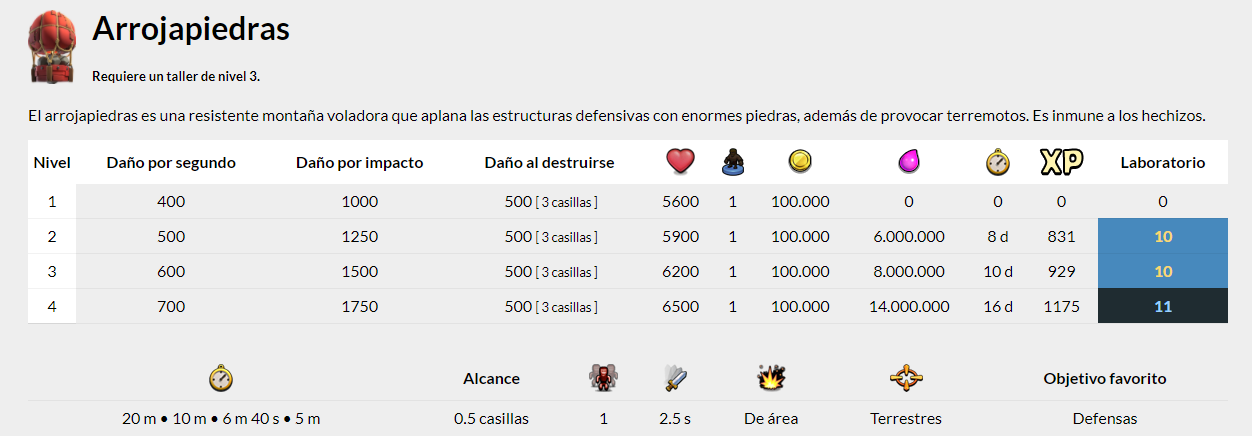 Arrojapiedras
Requiere un taller de nivel 3.
El arrojapiedras es una resistente montaña voladora que aplana las estructuras defensivas con enormes piedras, además de provocar terremotos. Es inmune a los hechizos.
Nivel Daño por segundo Daño por impacto Daño al destruirse XP Laboratorio
1 400 1000 500 [ 3 casillas ] 5600 1 100.000 0 0 0 0
2 500 1250 500 [ 3 casillas ] 5900 1 100.000 6.000.000 8 d 831 10
3 600 1500 500 [ 3 casillas ] 6200 1 100.000 8.000.000 10 d 929 10
4 700 1750 500 [ 3 casillas ] 6500 1 100.000 14.000.000 16 d 1175 11
Alcance Objetivo favorito
20 m • 10 m • 6 m 40 s • 5 m 0.5 casillas 1 2.5 s De área Terrestres Defensas